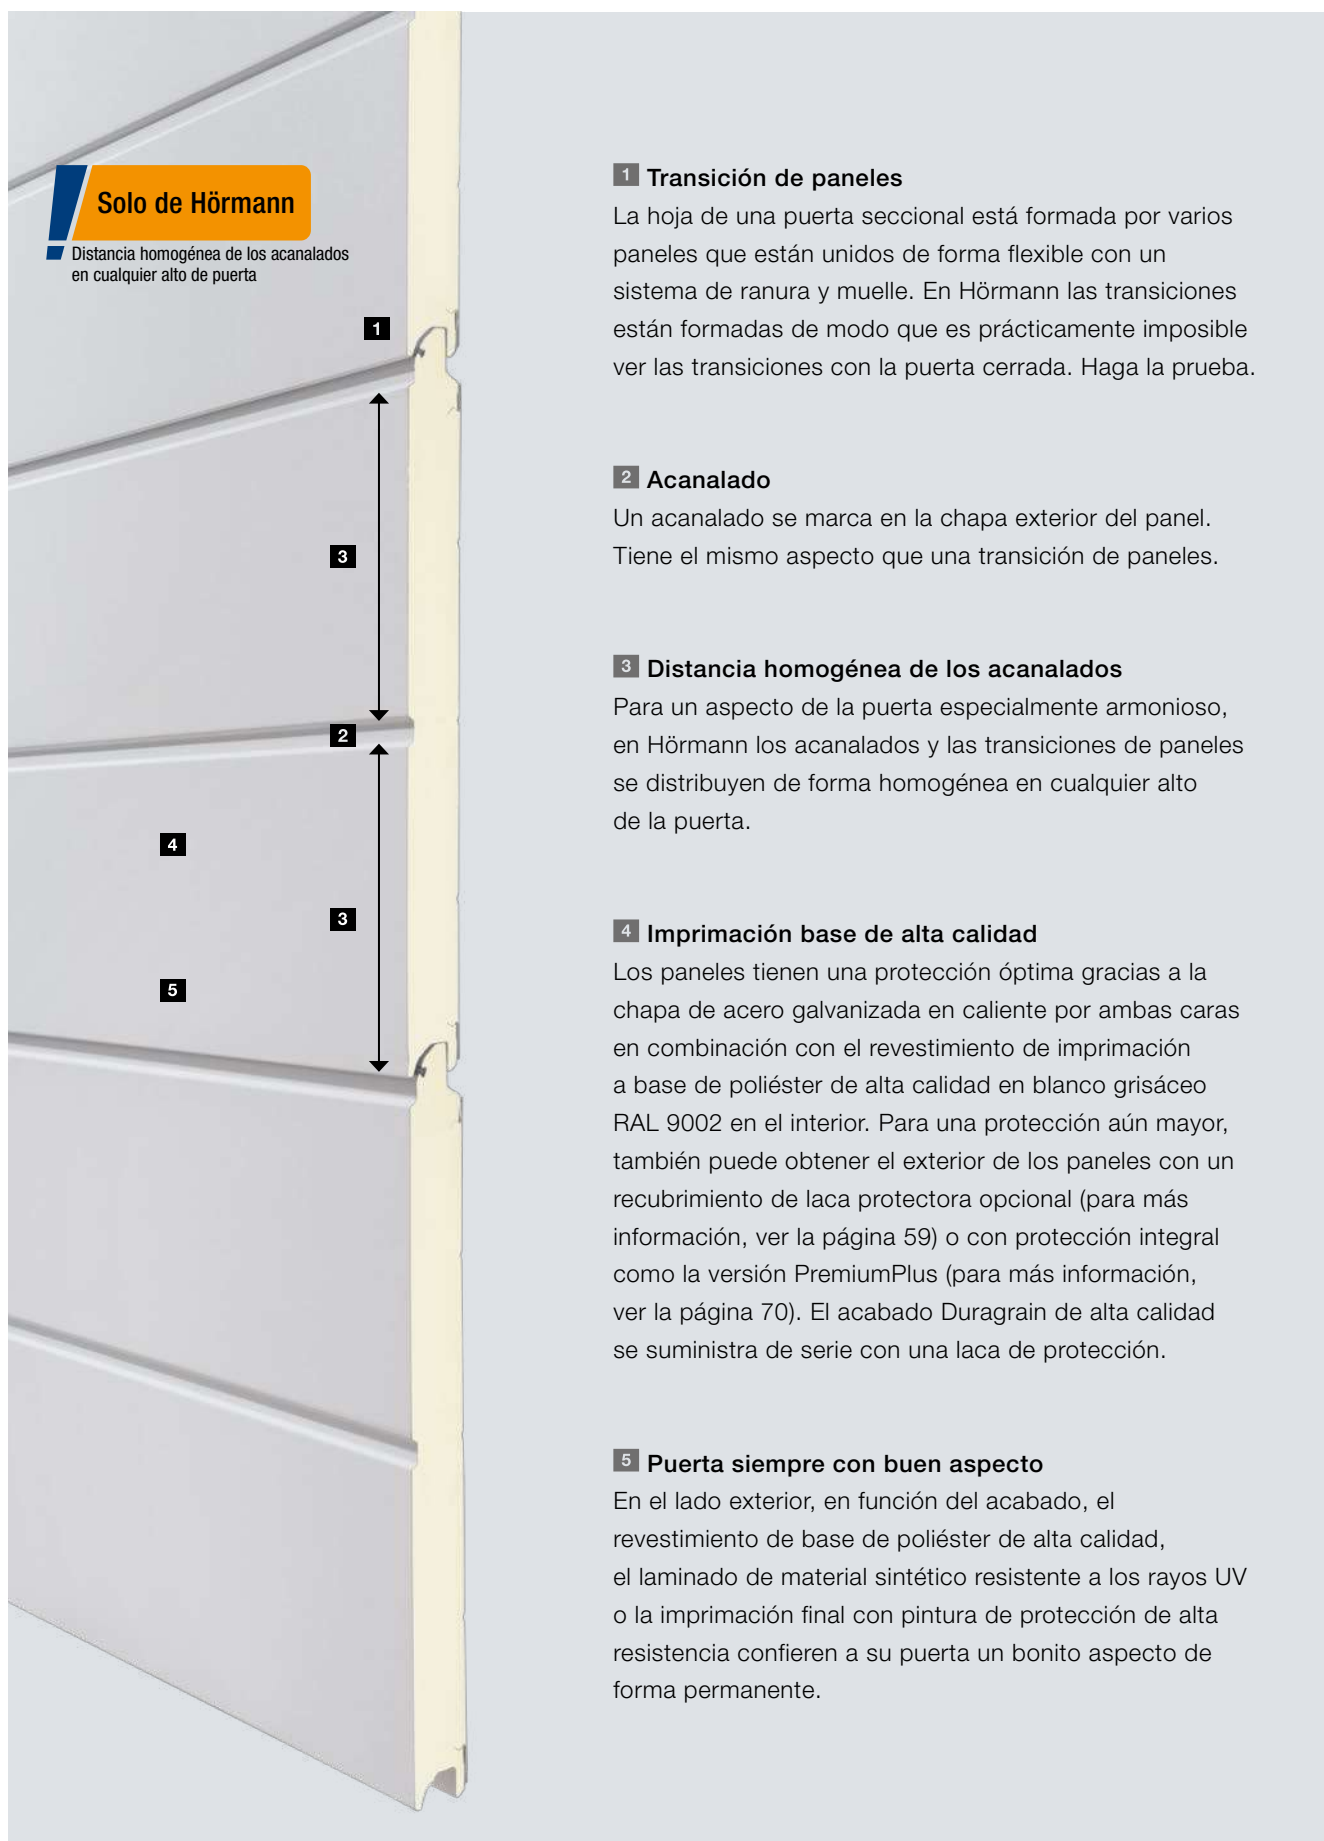 Solo de Hörmann
Distancia homogénea de los acanalados
en cualquier alto de puerta
1
3
2
4
3
5
1 Transición de paneles
La hoja de una puerta seccional está formada por varios
paneles que están unidos de forma flexible con un
sistema de ranura y muelle. En Hörmann las transiciones
están formadas de modo que es prácticamente imposible
ver las transiciones con la puerta cerrada. Haga la prueba.
2 Acanalado
Un acanalado se marca en la chapa exterior del panel.
Tiene el mismo aspecto que una transición de paneles.
3 Distancia homogénea de los acanalados
Para un aspecto de la puerta especialmente armonioso,
en Hörmann los acanalados y las transiciones de paneles
se distribuyen de forma homogénea en cualquier alto
de la puerta.
4 Imprimación base de alta calidad
Los paneles tienen una protección óptima gracias a la
chapa de acero galvanizada en caliente por ambas caras
en combinación con el revestimiento de imprimación
a base de poliéster de alta calidad en blanco grisáceo
RAL 9002 en el interior. Para una protección aún mayor,
también puede obtener el exterior de los paneles con un
recubrimiento de laca protectora opcional (para más
información, ver la página 59) o con protección integral
como la versión PremiumPlus (para más información,
ver la página 70). El acabado Duragrain de alta calidad
se suministra de serie con una laca de protección.
5 Puerta siempre con buen aspecto
En el lado exterior, en función del acabado, el
revestimiento de base de poliéster de alta calidad,
el laminado de material sintético resistente a los rayos UV
o la imprimación final con pintura de protección de alta
resistencia confieren a su puerta un bonito aspecto de
forma permanente.